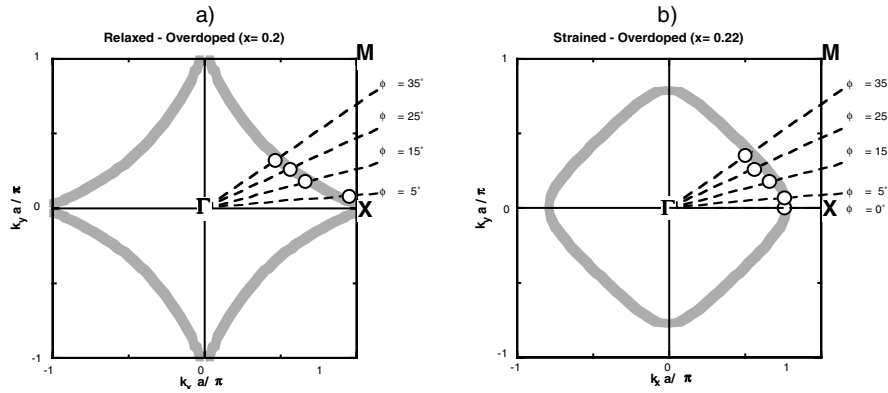 a)
Relaxed - Overdoped (x= 0.2)
1
M
ϕ = 35°
ϕ = 25°
ϕ = 15°
ϕ = 5°
k_y a / π
0
Γ
X
-1
-1
0
1
k_x a/ π
b)
Strained - Overdoped (x= 0.22)
1
M
ϕ = 35
ϕ = 25
ϕ = 15
ϕ = 5°
k_y a / π
0
Γ
X
ϕ = 0°
-1
-1
0
1
k_x a/ π